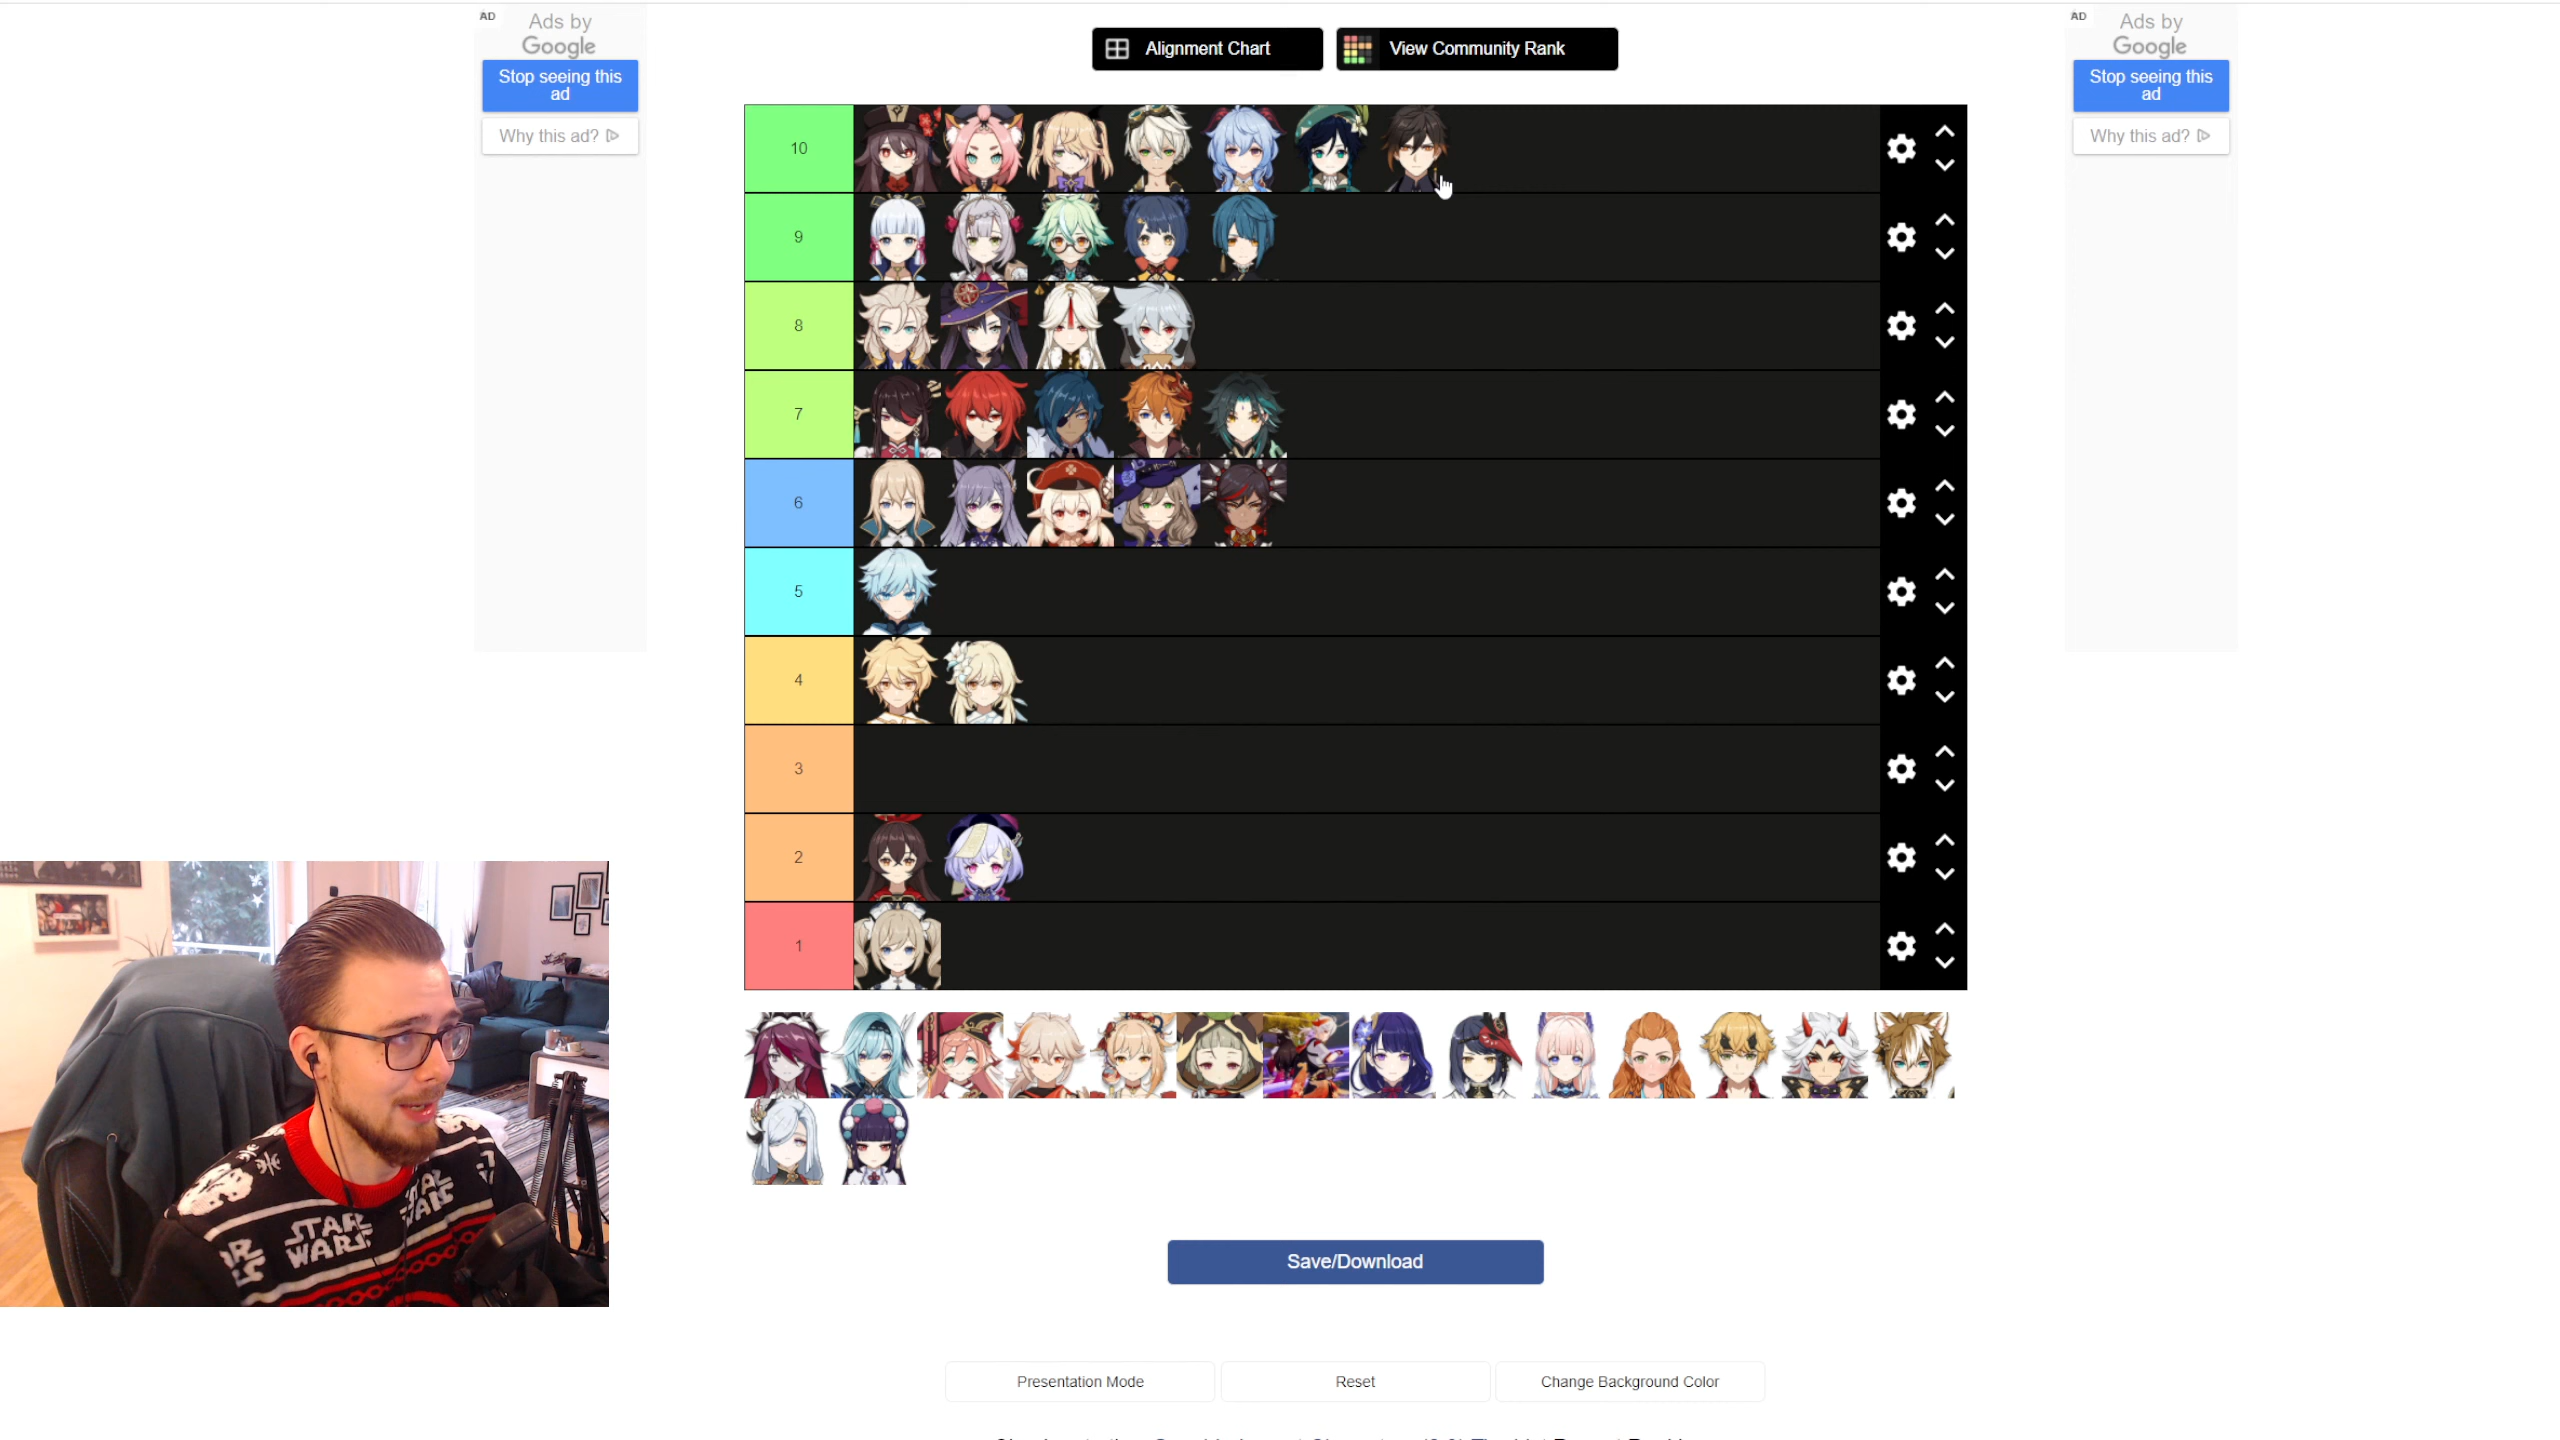 AD
Ads by
Google
Stop seeing this
ad
Why this ad?
Alignment Chart
View Community Rank
AD
Ads by
Google
Stop seeing this
ad
Why this ad?
10
9
8
7
6
5
4
3
2
1
STAR
WARS
Save/Download
Presentation Mode
Reset
Change Background Color